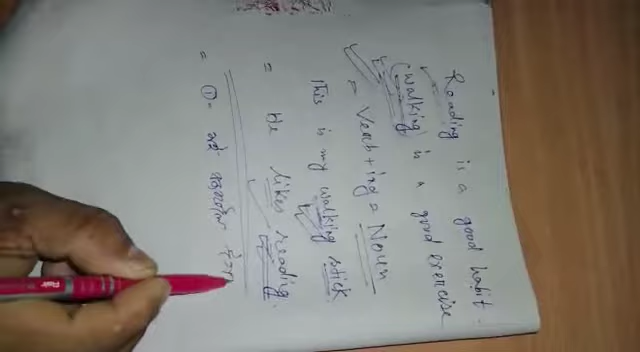 Reading is a good habit.
(walking) is a good exercise
= Verb + ing = Noun
This is my walking stick
= He likes reading.
= ①-